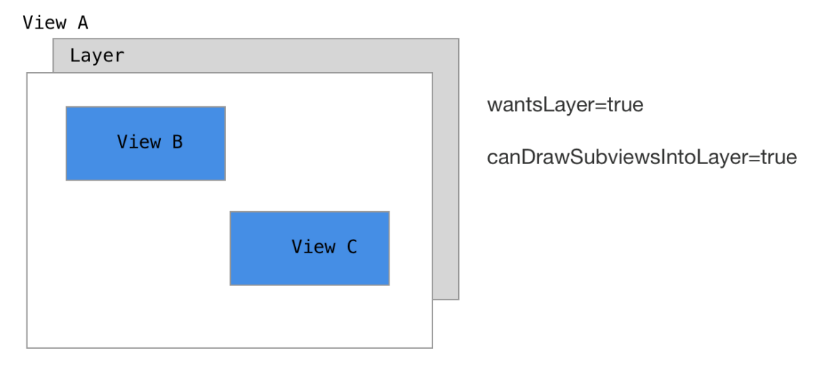 View A
Layer
wantsLayer=true
View B
canDrawSubviewsIntoLayer=true
View C